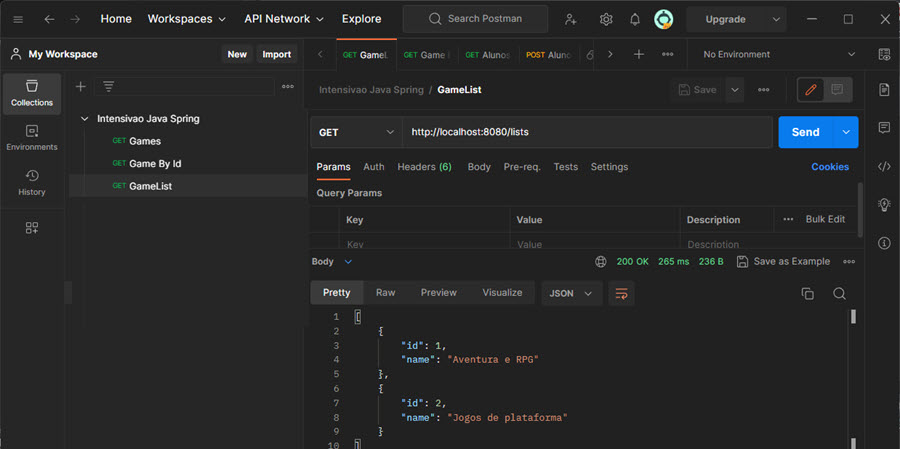 Home Workspaces API Network Explore Search Postman Upgrade
My Workspace New Import GET GameL GET Game GET Alunos POST Aluno No Environment
Collections
Environments
History
Intensivao Java Spring
GET Games
GET Game By Id
GET GameList
Intensivao Java Spring / GameList Save
GET http://localhost:8080/lists Send
Params Auth Headers (6) Body Pre-req. Tests Settings Cookies
Query Params
Key Value Description Bulk Edit
Key Value Description
Body 200 OK 265 ms 236 B Save as Example
Pretty Raw Preview Visualize JSON
1 [
2 {
3 "id": 1,
4 "name": "Aventura e RPG"
5 },
6 {
7 "id": 2,
8 "name": "Jogos de plataforma"
9 }
10 ]